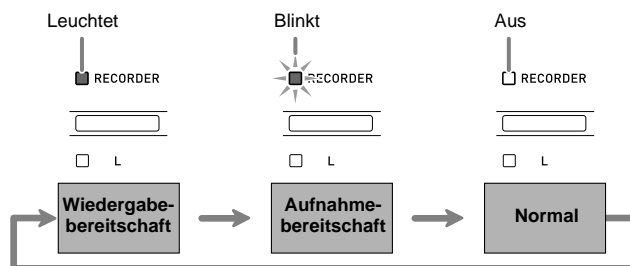 Leuchtet
Blinkt
Aus
RECORDER
RECORDER
RECORDER
L
L
L
Wiedergabe-
bereitschaft
Aufnahme-
bereitschaft
Normal